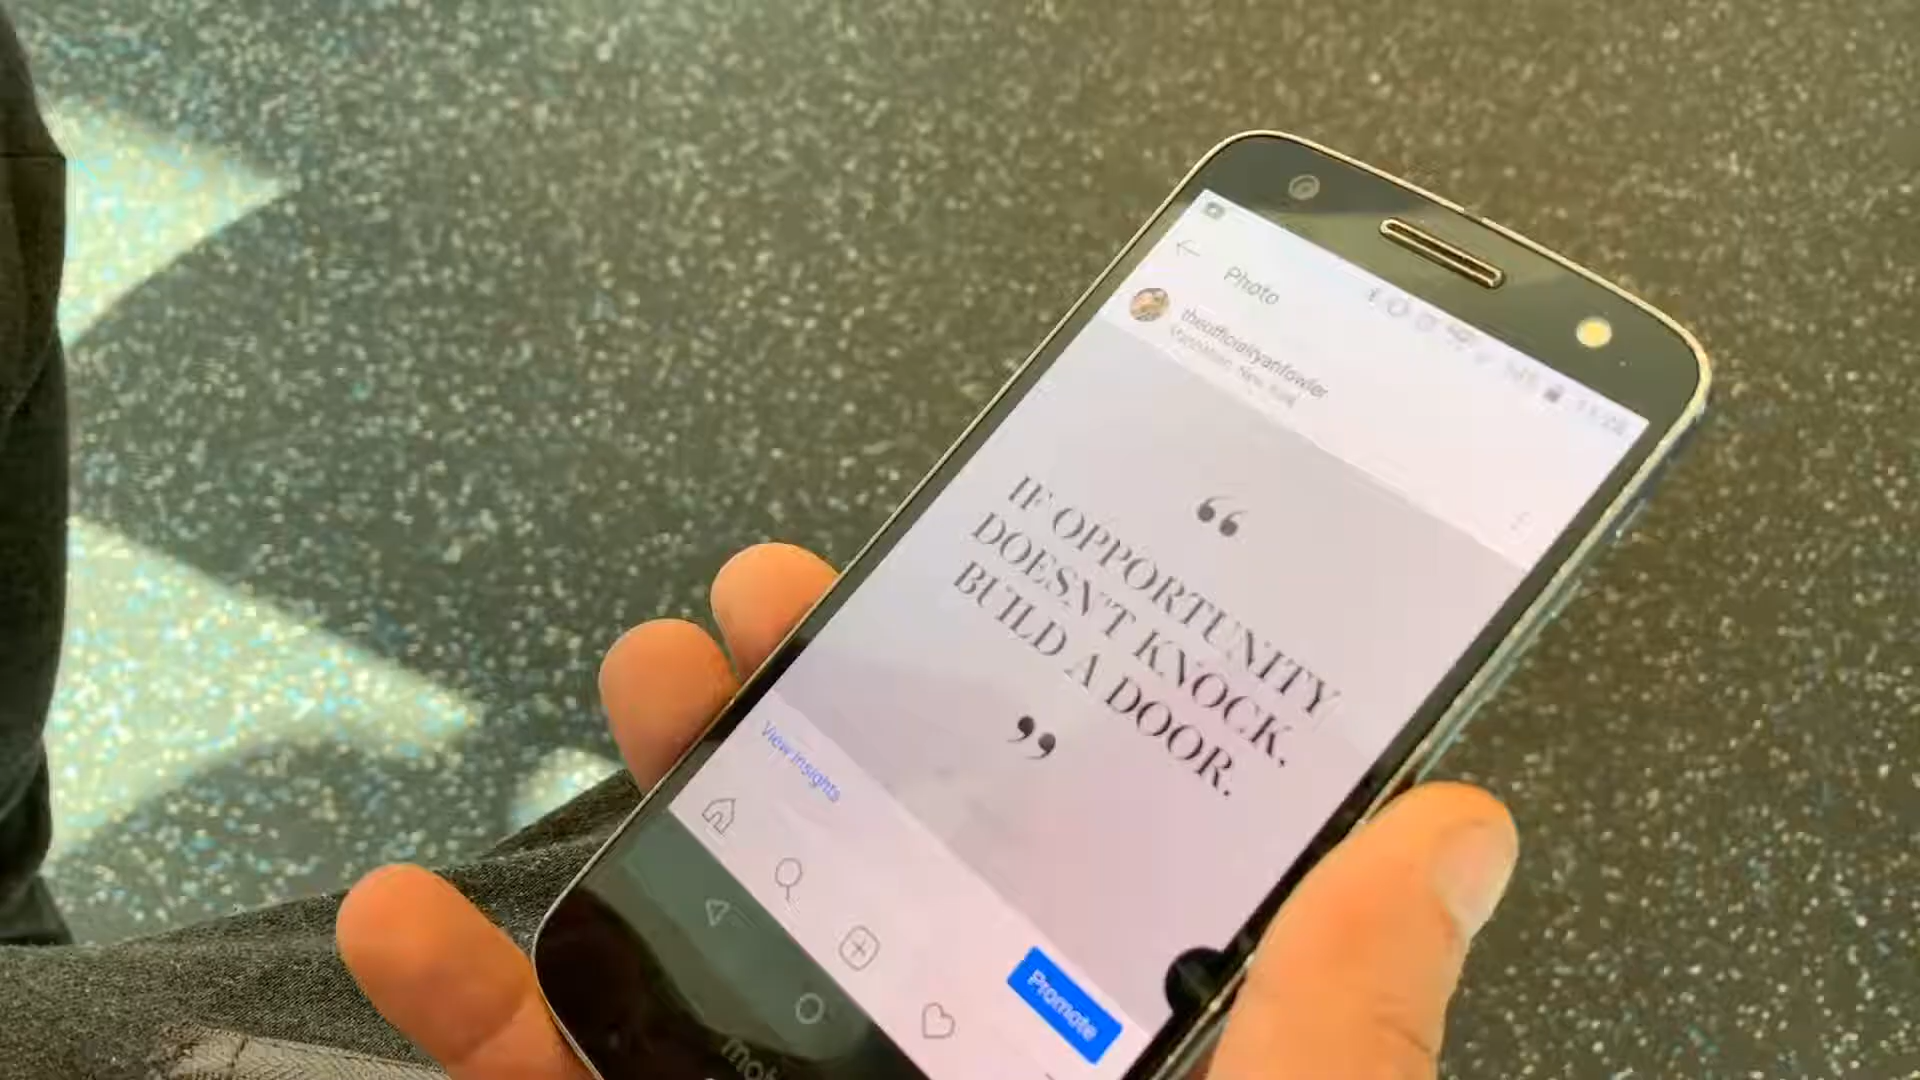 Photo
theofficialryanfowler
“
IF OPPORTUNITY
DOESN'T KNOCK.
BUILD A DOOR.
”
View Insights
Promote